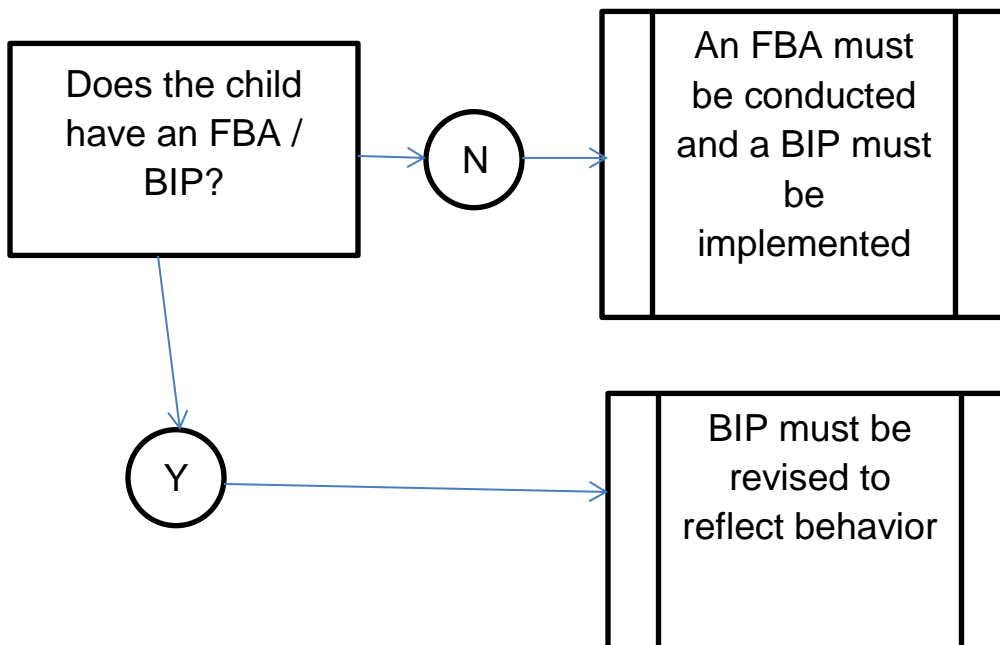 Does the child
have an FBA /
BIP?
N
An FBA must
be conducted
and a BIP must
be
implemented
Y
BIP must be
revised to
reflect behavior